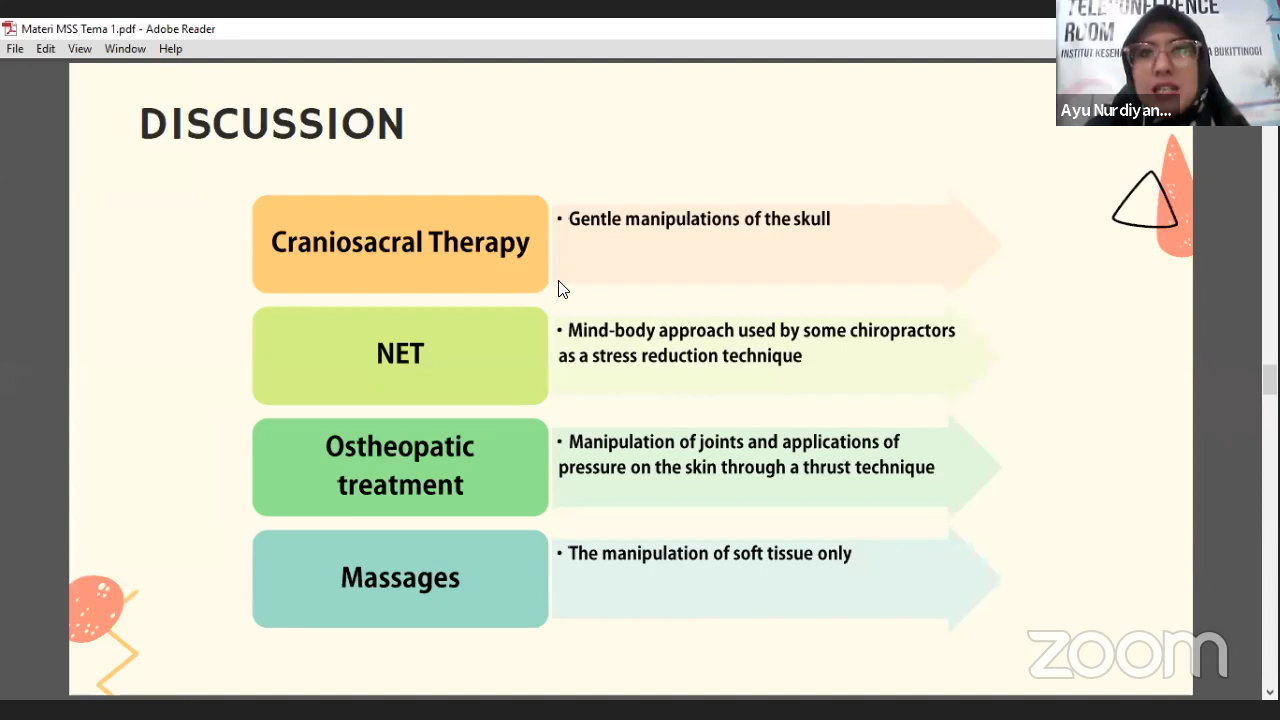 Materi MSS Tema 1.pdf - Adobe Reader
File Edit View Window Help
TELECONFERENCE
ROOM
BUKITTINGGI
Ayu Nurdiyan...
DISCUSSION
Craniosacral Therapy
• Gentle manipulations of the skull
NET
• Mind-body approach used by some chiropractors
as a stress reduction technique
Ostheopatic
treatment
• Manipulation of joints and applications of
pressure on the skin through a thrust technique
Massages
• The manipulation of soft tissue only
zoom